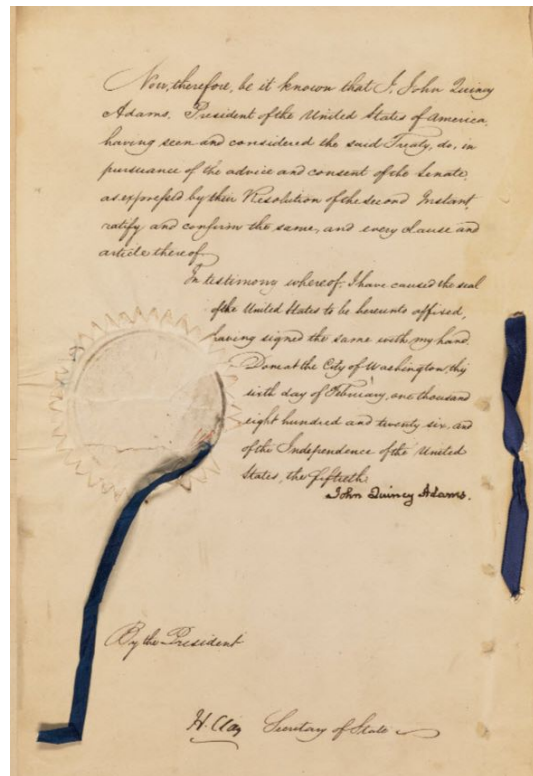 Now, therefore, be it known that I, John Quincy
Adams, President of the United States of America,
having seen and considered the said Treaty, do, in
pursuance of the advice and consent of the Senate,
as expressed by their Resolution of the second Instant,
ratify and confirm the same, and every clause and
article thereof.
In testimony whereof, I have caused the seal
of the United States to be hereunto affixed,
having signed the same with my hand.
Done at the City of Washington, this
sixth day of February, one thousand
eight hundred and twenty six, and
of the Independence of the United
States, the fiftieth.
John Quincy Adams.
By the President
H. Clay Secretary of State